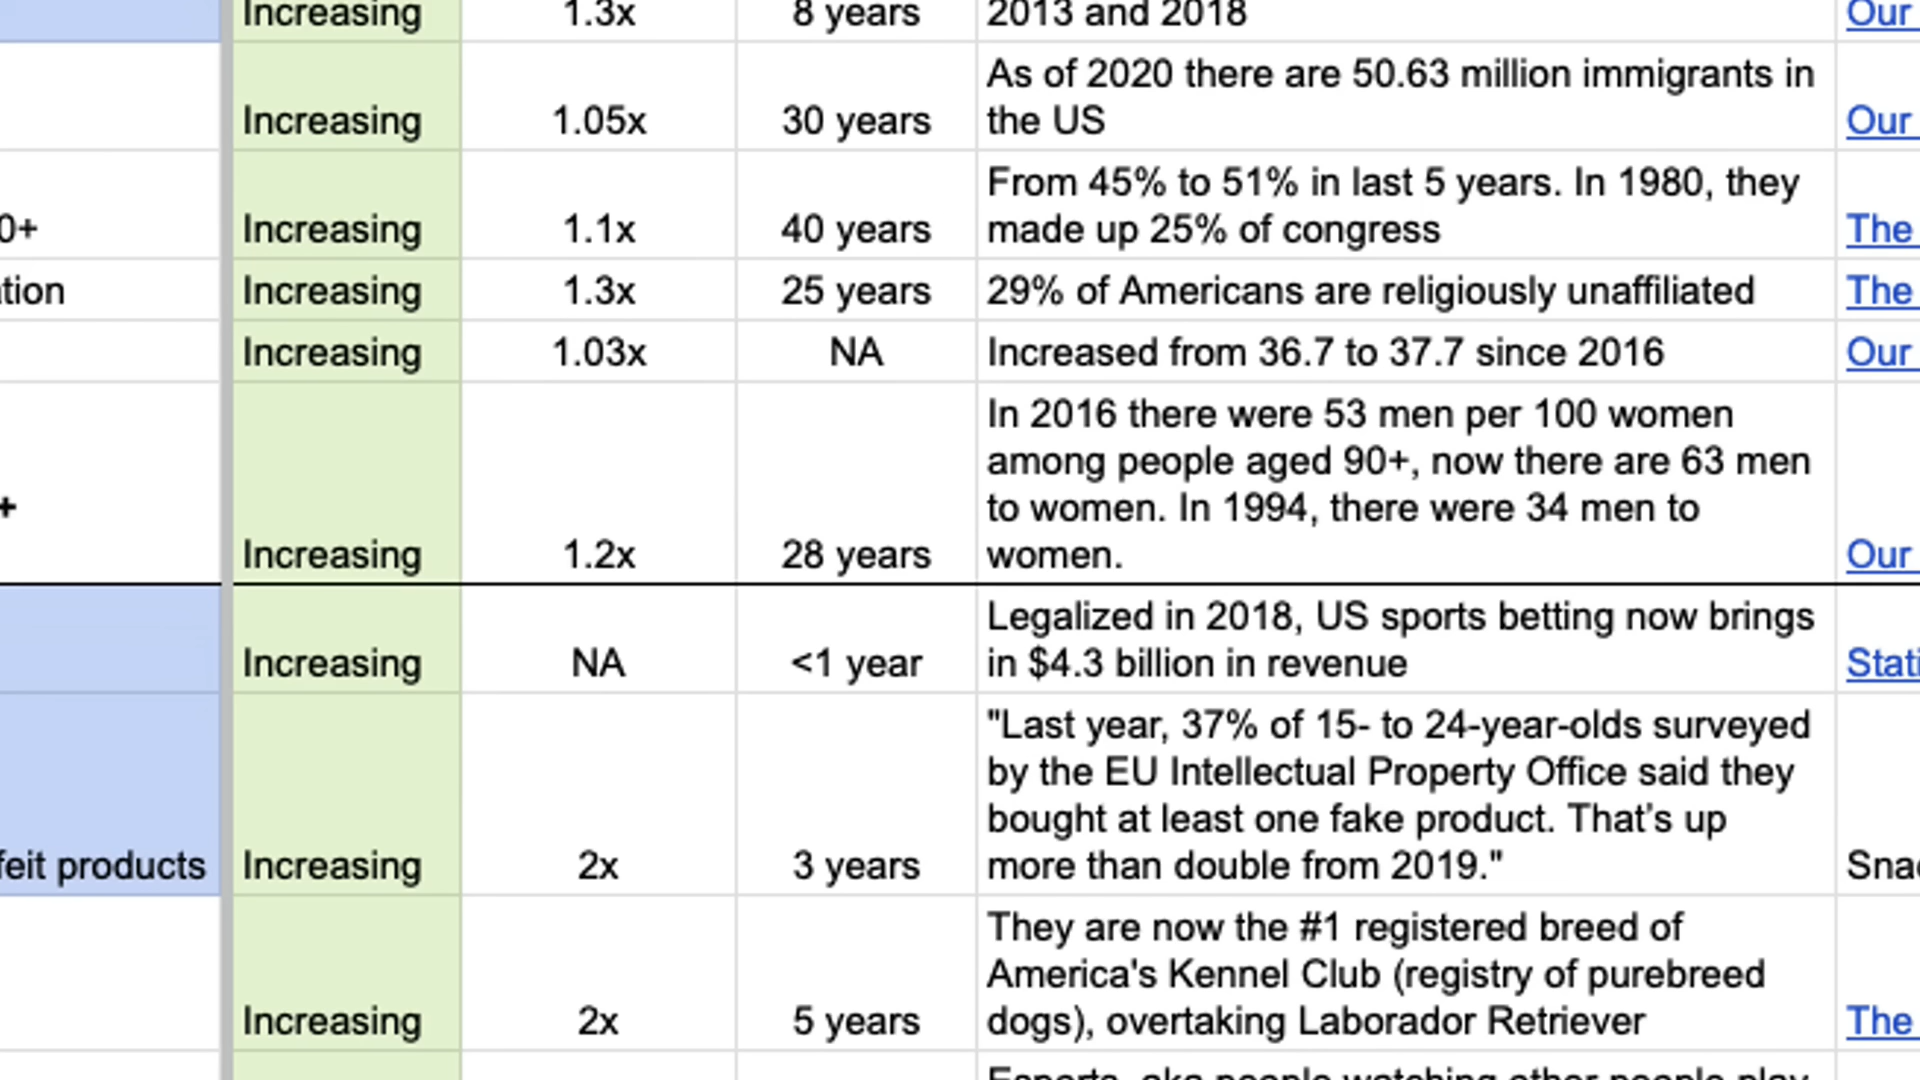 Increasing 1.3x 8 years 2013 and 2018 Our
As of 2020 there are 50.63 million immigrants in
Increasing 1.05x 30 years the US Our
From 45% to 51% in last 5 years. In 1980, they
0+ Increasing 1.1x 40 years made up 25% of congress The
tion Increasing 1.3x 25 years 29% of Americans are religiously unaffiliated The
Increasing 1.03x NA Increased from 36.7 to 37.7 since 2016 Our
In 2016 there were 53 men per 100 women
among people aged 90+, now there are 63 men
+ to women. In 1994, there were 34 men to
Increasing 1.2x 28 years women. Our
Legalized in 2018, US sports betting now brings
Increasing NA <1 year in $4.3 billion in revenue Stati
"Last year, 37% of 15- to 24-year-olds surveyed
by the EU Intellectual Property Office said they
bought at least one fake product. That's up
feit products Increasing 2x 3 years more than double from 2019." Snac
They are now the #1 registered breed of
America's Kennel Club (registry of purebreed
Increasing 2x 5 years dogs), overtaking Laborador Retriever The
Esports, aka people watching other people play